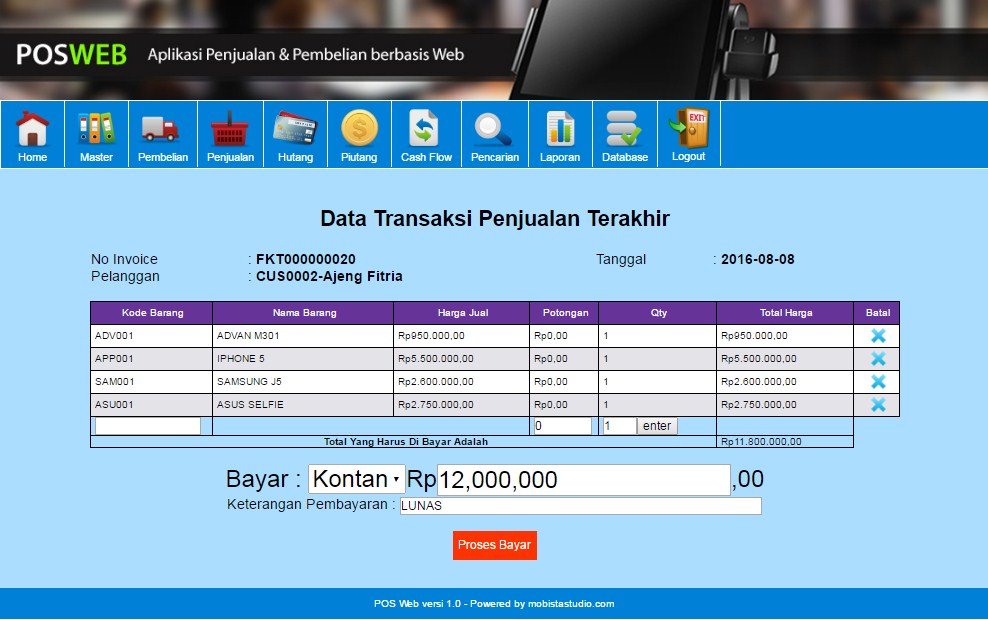 POSWEB Aplikasi Penjualan & Pembelian berbasis Web
EXIT
Home Master Pembelian Penjualan Hutang Piutang Cash Flow Pencarian Laporan Database Logout
Data Transaksi Penjualan Terakhir
No Invoice : FKT000000020 Tanggal : 2016-08-08
Pelanggan : CUS0002-Ajeng Fitria
Kode Barang Nama Barang Harga Jual Potongan Qty Total Harga Batal
ADV001 ADVAN M301 Rp950.000,00 Rp0,00 1 Rp950.000,00
APP001 IPHONE 5 Rp5.500.000,00 Rp0,00 1 Rp5.500.000,00
SAM001 SAMSUNG J5 Rp2.600.000,00 Rp0,00 1 Rp2.600.000,00
ASU001 ASUS SELFIE Rp2.750.000,00 Rp0,00 1 Rp2.750.000,00
0 1 enter
Total Yang Harus Di Bayar Adalah Rp11.800.000,00
Bayar : Kontan Rp 12,000,000 ,00
Keterangan Pembayaran : LUNAS
Proses Bayar
POS Web versi 1.0 - Powered by mobistastudio.com